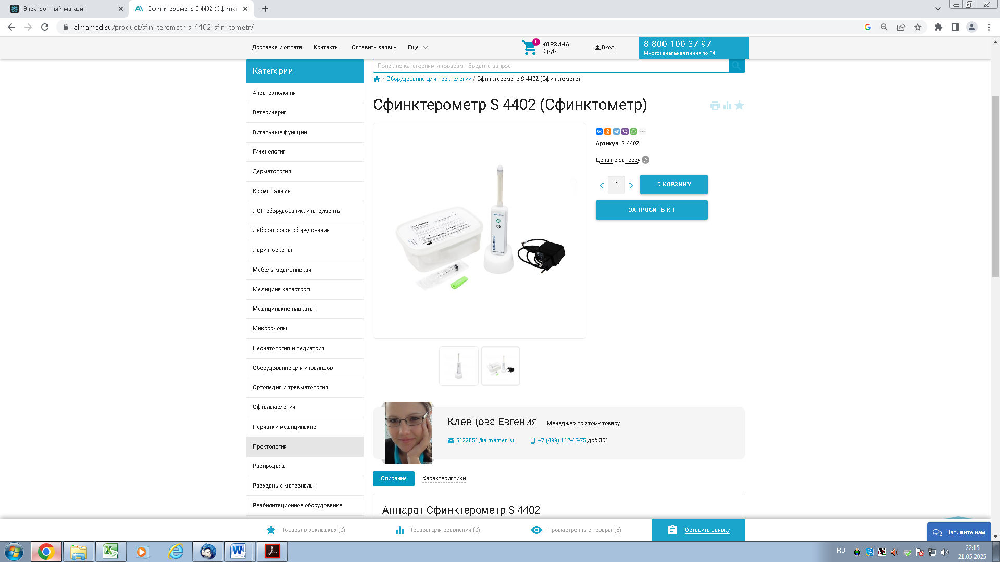 Электронный магазин
Сфинктерометр S 4402 (Сфинкт
almamed.su/product/sfinkterometr-s-4402-sfinktometr/
Доставка и оплата
Контакты
Оставить заявку
Еще
0
КОРЗИНА
0 руб.
Вход
8-800-100-37-97
Многоканальная линия по РФ
Категории
Поиск по категориям и товарам - Введите запрос
/ Оборудование для проктологии / Сфинктерометр S 4402 (Сфинктометр)
Анестезиология
Ветеринария
Витальные функции
Гинекология
Дерматология
Косметология
ЛОР оборудование, инструменты
Лабораторное оборудование
Ларингоскопы
Мебель медицинская
Медицина катастроф
Медицинские плакаты
Микроскопы
Неонатология и педиатрия
Оборудование для инвалидов
Ортопедия и травматология
Офтальмология
Перчатки медицинские
Проктология
Распродажа
Расходные материалы
Реабилитационное оборудование
Сфинктерометр S 4402 (Сфинктометр)
Артикул: S 4402
Цена по запросу ?
1
В КОРЗИНУ
ЗАПРОСИТЬ КП
Клевцова Евгения
Менеджер по этому товару
6122851@almamed.su
+7 (499) 112-45-75 доб.301
Описание
Характеристики
Аппарат Сфинктерометр S 4402
Товары в закладках (0)
Товары для сравнения (0)
Просмотренные товары (5)
Оставить заявку
Напишите нам
RU
22:15
21.05.2025